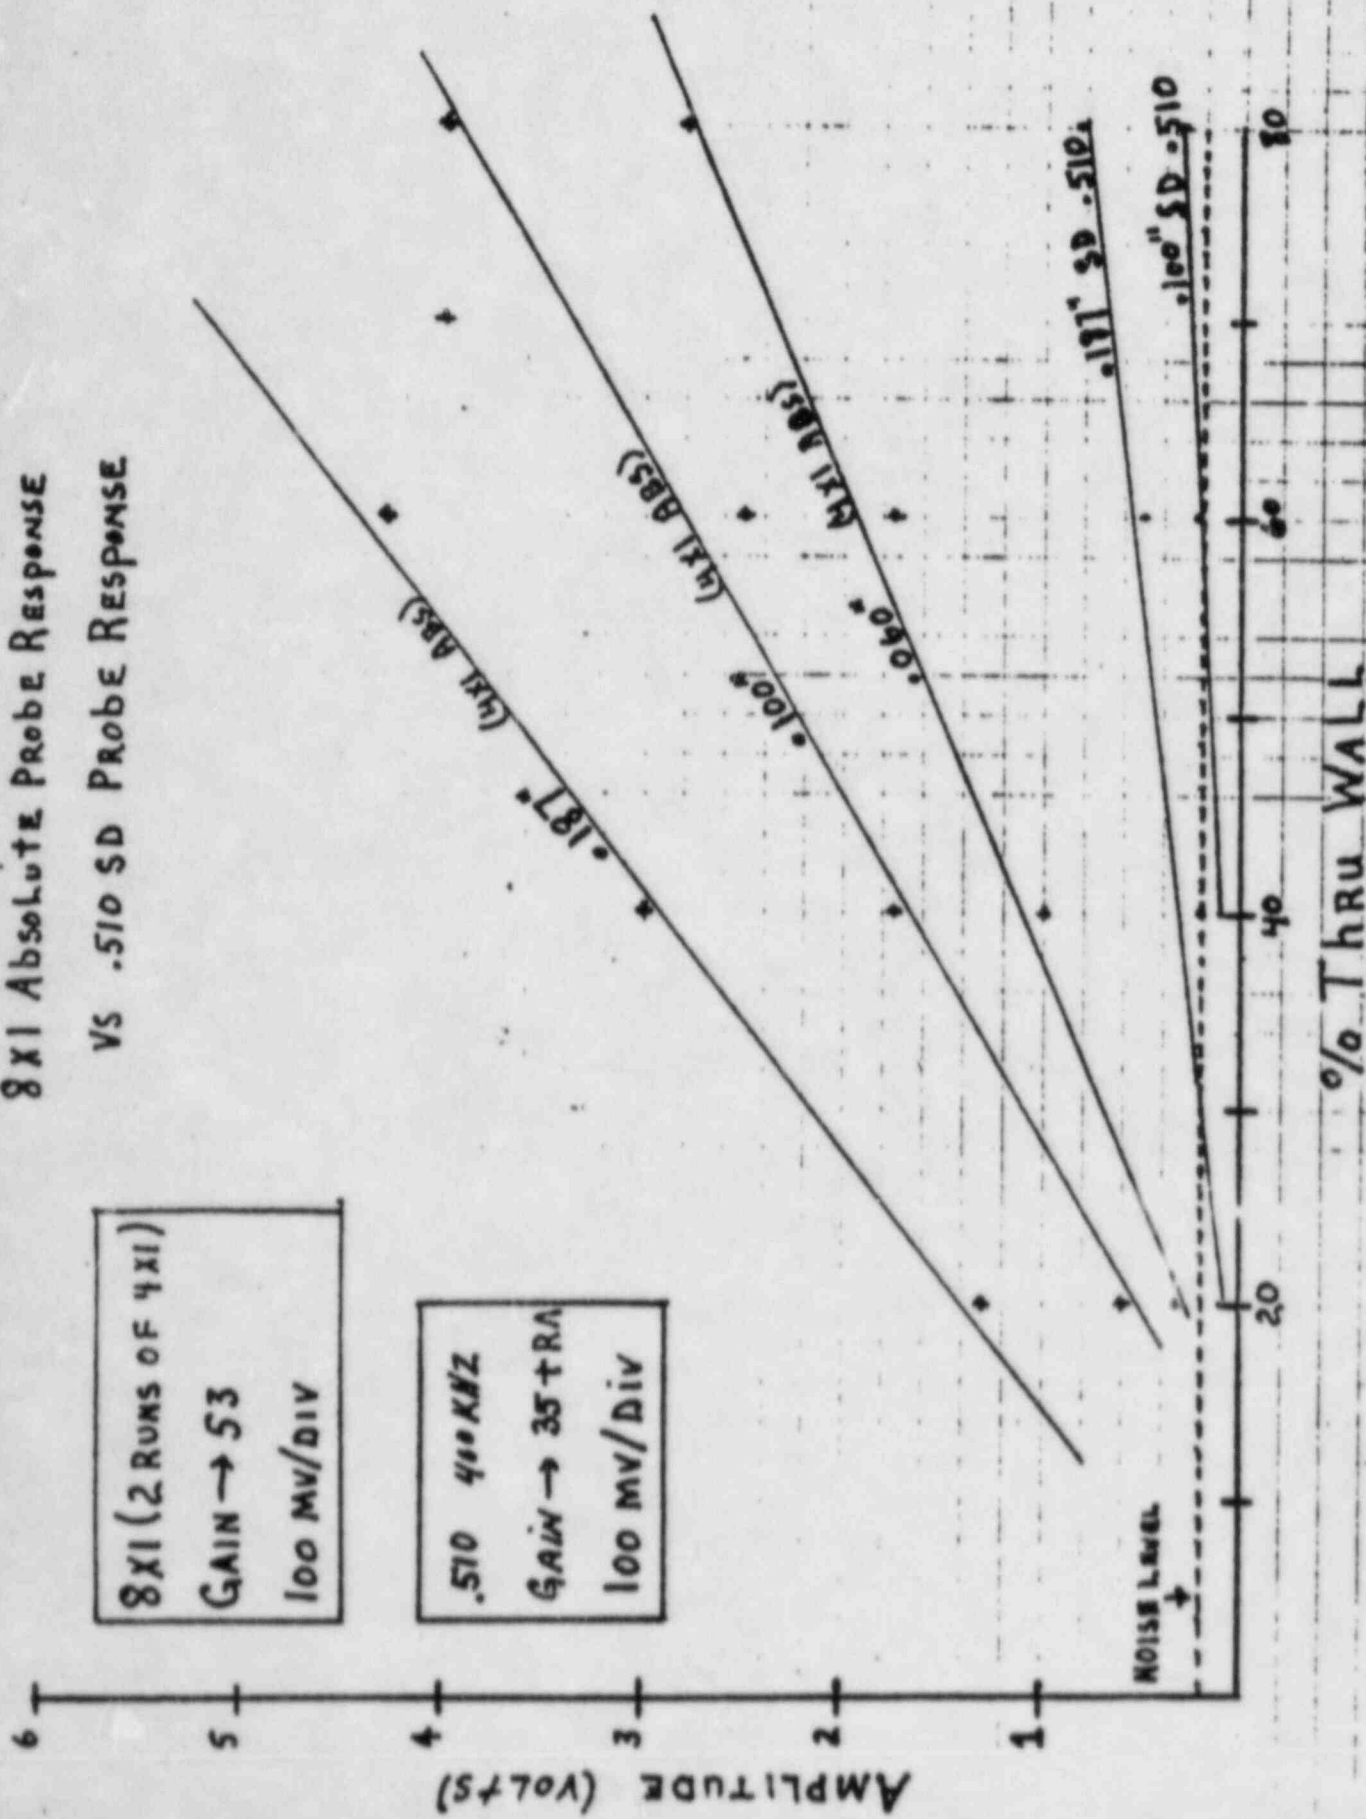 8X1 AbsoLutE PRobe RESPONSE
VS .510 SD PRObE RESPONSE
8X1 (2 RUNS OF 4X1)
GAIN → 53
100 MV/DIV
.510 400 KHZ
GAIN → 35
100 MV/DIV
AMPLITUDE (VOLTS)
6
5
4
3
2
1
(4X1 ABS)
.187"
(4X1 ABS)
.100"
(4X1 ABS)
.060"
.187" SD .510
.100" SD .510
NOISE LEVEL
20
40
60
80
% Thru WALL